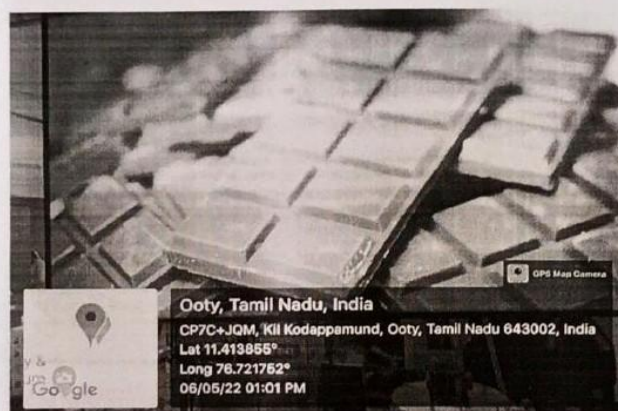 GPS Map Camera
Ooty, Tamil Nadu, India
CP7C+JQM, Kil Kodappamund, Ooty, Tamil Nadu 643002, India
Lat 11.413855°
Long 76.721752°
06/05/22 01:01 PM
Google